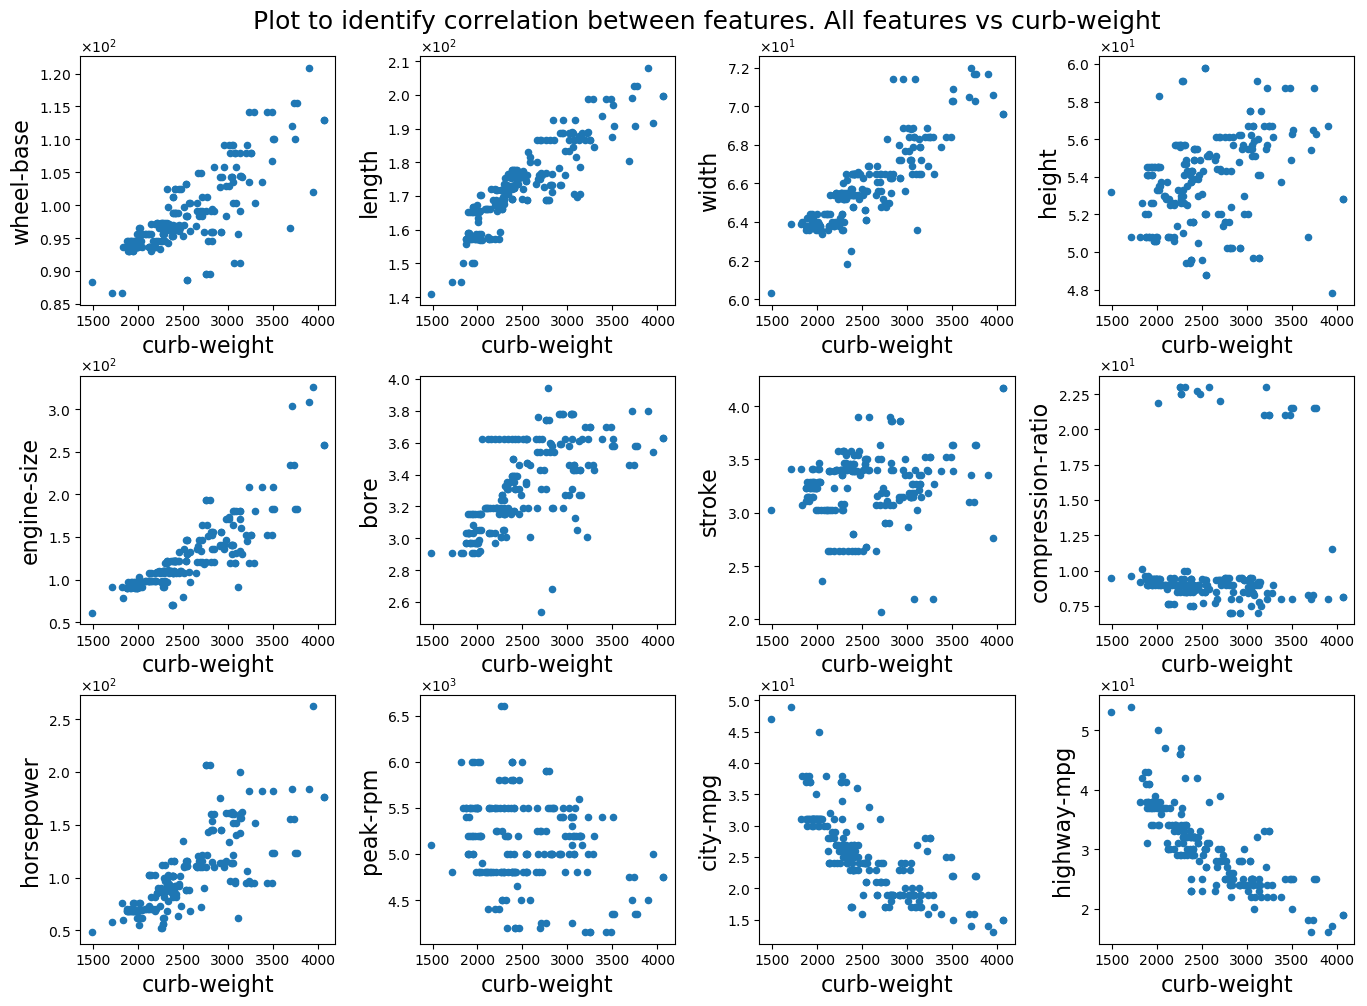 Plot to identify correlation between features. All features vs curb-weight
×10²
1.20
1.15
1.10
1.05
1.00
0.95
0.90
0.85
wheel-base
1500 2000 2500 3000 3500 4000
curb-weight
×10²
2.1
2.0
1.9
1.8
1.7
1.6
1.5
1.4
length
1500 2000 2500 3000 3500 4000
curb-weight
×10¹
7.2
7.0
6.8
6.6
6.4
6.2
6.0
width
1500 2000 2500 3000 3500 4000
curb-weight
×10¹
6.0
5.8
5.6
5.4
5.2
5.0
4.8
height
1500 2000 2500 3000 3500 4000
curb-weight
×10²
3.0
2.5
2.0
1.5
1.0
0.5
engine-size
1500 2000 2500 3000 3500 4000
curb-weight
4.0
3.8
3.6
3.4
3.2
3.0
2.8
2.6
bore
1500 2000 2500 3000 3500 4000
curb-weight
4.0
3.5
3.0
2.5
2.0
stroke
1500 2000 2500 3000 3500 4000
curb-weight
×10¹
2.25
2.00
1.75
1.50
1.25
1.00
0.75
compression-ratio
1500 2000 2500 3000 3500 4000
curb-weight
×10²
2.5
2.0
1.5
1.0
0.5
horsepower
1500 2000 2500 3000 3500 4000
curb-weight
×10³
6.5
6.0
5.5
5.0
4.5
peak-rpm
1500 2000 2500 3000 3500 4000
curb-weight
×10¹
5.0
4.5
4.0
3.5
3.0
2.5
2.0
1.5
city-mpg
1500 2000 2500 3000 3500 4000
curb-weight
×10¹
5
4
3
2
highway-mpg
1500 2000 2500 3000 3500 4000
curb-weight